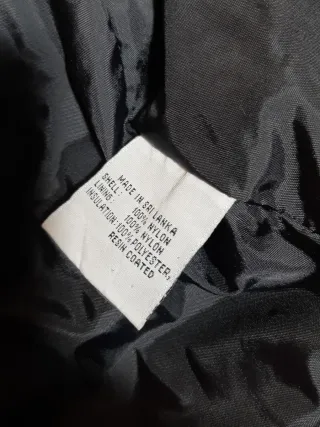 MADE IN SRI LANKA
SHELL: 100% NYLON
LINING: 100% NYLON
INSULATION:100%POLYESTER,
RESIN COATED